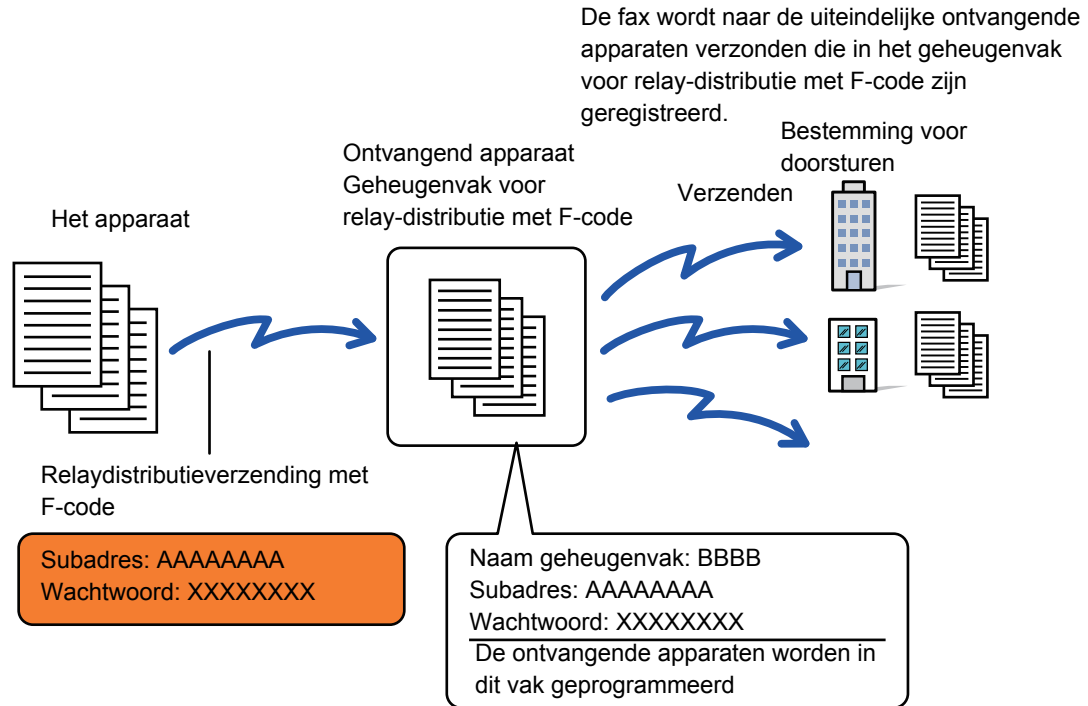 De fax wordt naar de uiteindelijke ontvangende
apparaten verzonden die in het geheugenvak
voor relay-distributie met F-code zijn
geregistreerd.
Bestemming voor
doorsturen
Ontvangend apparaat
Geheugenvak voor
relay-distributie met F-code
Verzenden
Het apparaat
Relaydistributieverzending met
F-code
Subadres: AAAAAAAA
Wachtwoord: XXXXXXXX
Naam geheugenvak: BBBB
Subadres: AAAAAAAA
Wachtwoord: XXXXXXXX
De ontvangende apparaten worden in
dit vak geprogrammeerd